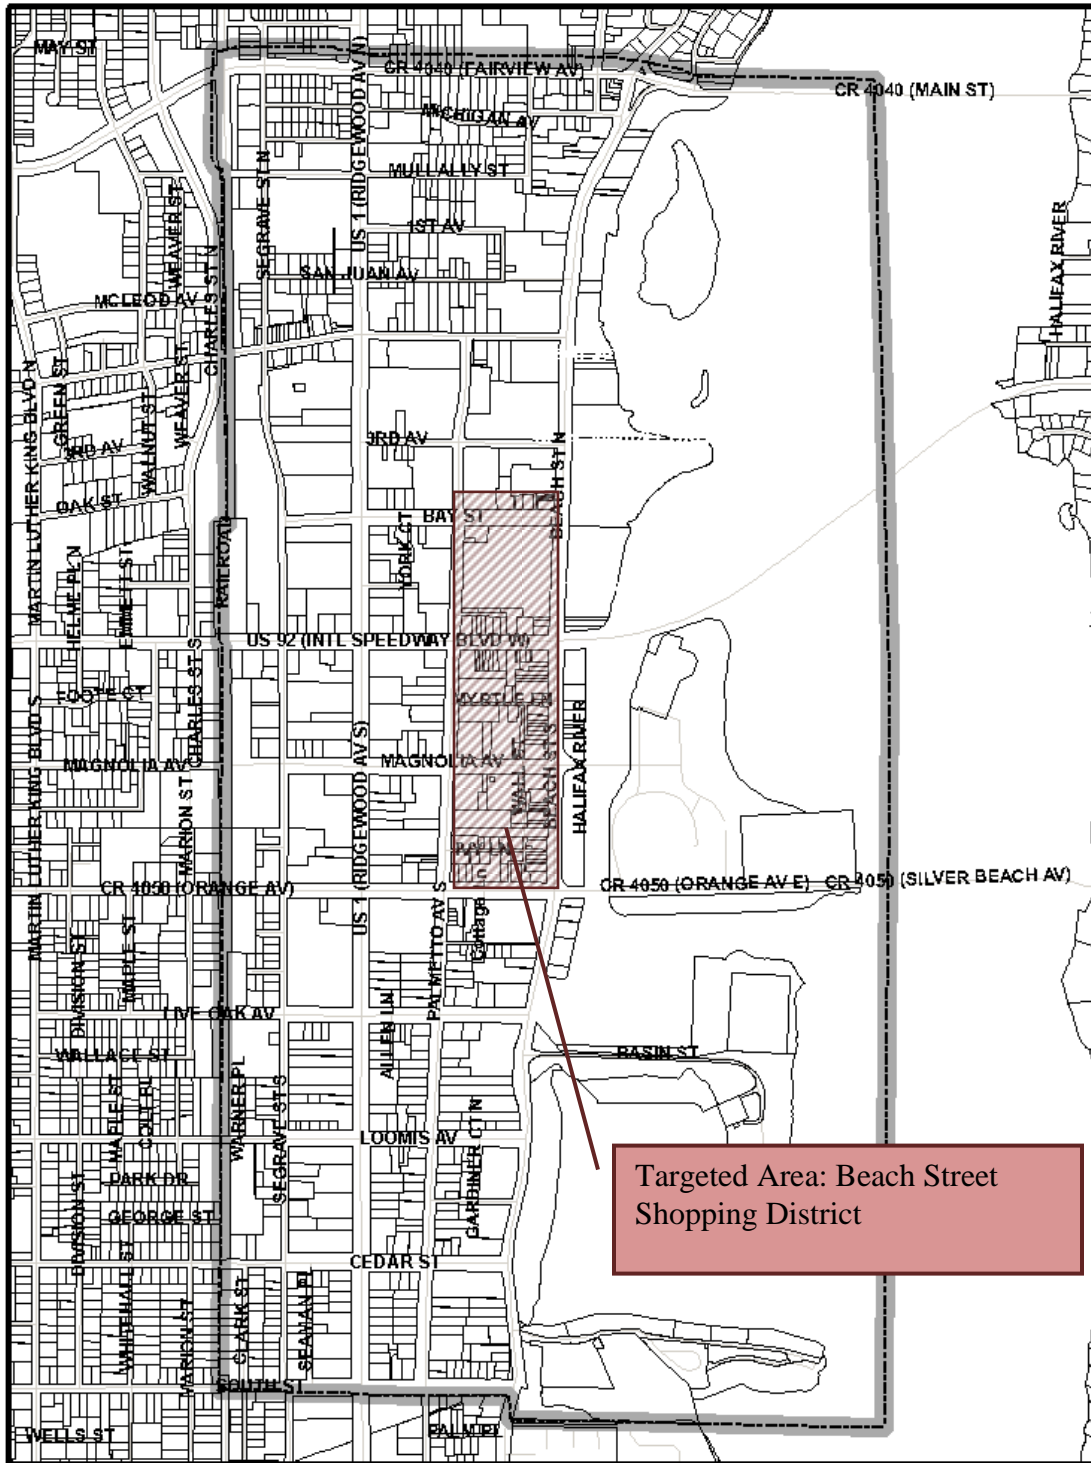 MAY ST
CR 4040 (FAIRVIEW AV)
CR 4040 (MAIN ST)
MICHIGAN AV
MULLALLY ST
US 1 (RIDGEWOOD AV N)
SEGRAVE ST N
WEAVER ST
1ST AV
SAN JUAN AV
MCLEOD AV
CHARLES ST N
HALIFAX RIVER
MARTIN LUTHER KING BLVD N
GREEN ST
WEAVER ST
WALNUT ST
3RD AV
3RD AV
OAK ST
BEACH ST N
BAY ST
YORK CT
RAILROAD
HELME PL N
EMMETT ST
US 92 (INTL SPEEDWAY BLVD W)
CHARLES ST S
FOOTE CT
MYRTLE LN
MARTIN LUTHER KING BLVD S
MAGNOLIA AV
MAGNOLIA AV
US 1 (RIDGEWOOD AV S)
WALL ST
BEACH ST S
HALIFAX RIVER
MARION ST
CR 4050 (ORANGE AV)
CR 4050 (ORANGE AV E)
CR 4050 (SILVER BEACH AV)
PALMETTO AV S
Cottage
DIVISION ST
MAPLE ST
LIVE OAK AV
ALLEN LN
WALLACE ST
BASIN ST
MAPLE ST
COLT PL
WARNER PL
SEGRAVE ST S
LOOMIS AV
GARDINER CT N
PARK DR
DIVISION ST
GEORGE ST
Targeted Area: Beach Street
Shopping District
CEDAR ST
WHITEHALL ST
MARION ST
CLARK ST
SEAMAN PL
SOUTH ST
WELLS ST
PALM PL